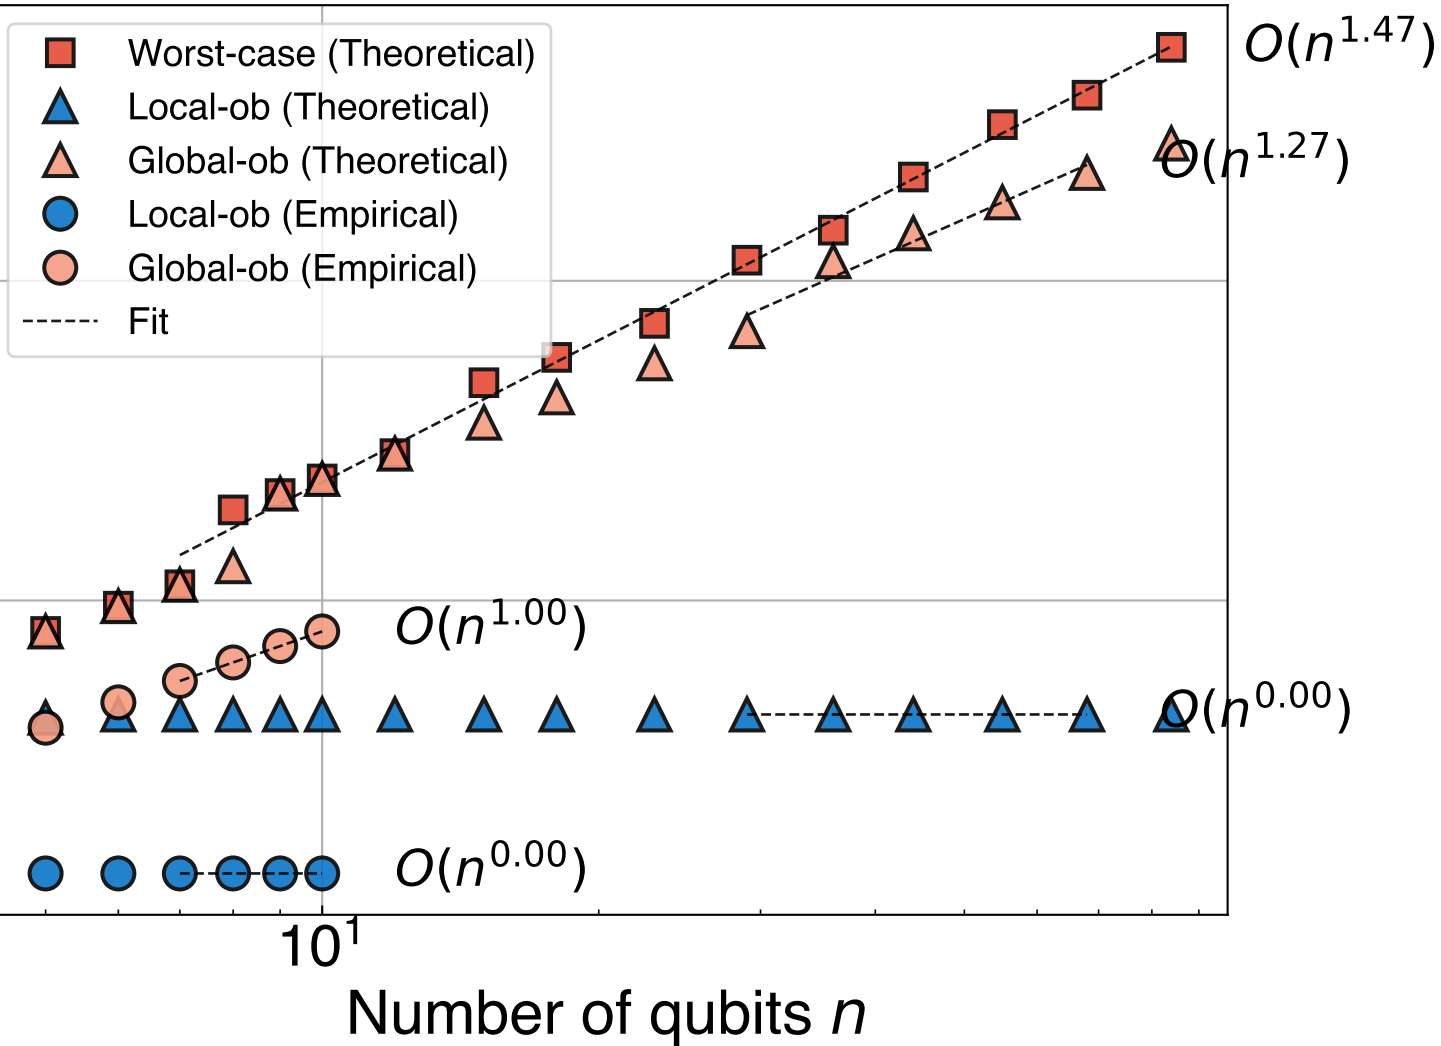 Worst-case (Theoretical)
Local-ob (Theoretical)
Global-ob (Theoretical)
Local-ob (Empirical)
Global-ob (Empirical)
Fit
O(n^1.47)
O(n^1.27)
O(n^1.00)
O(n^0.00)
O(n^0.00)
10^1
Number of qubits n